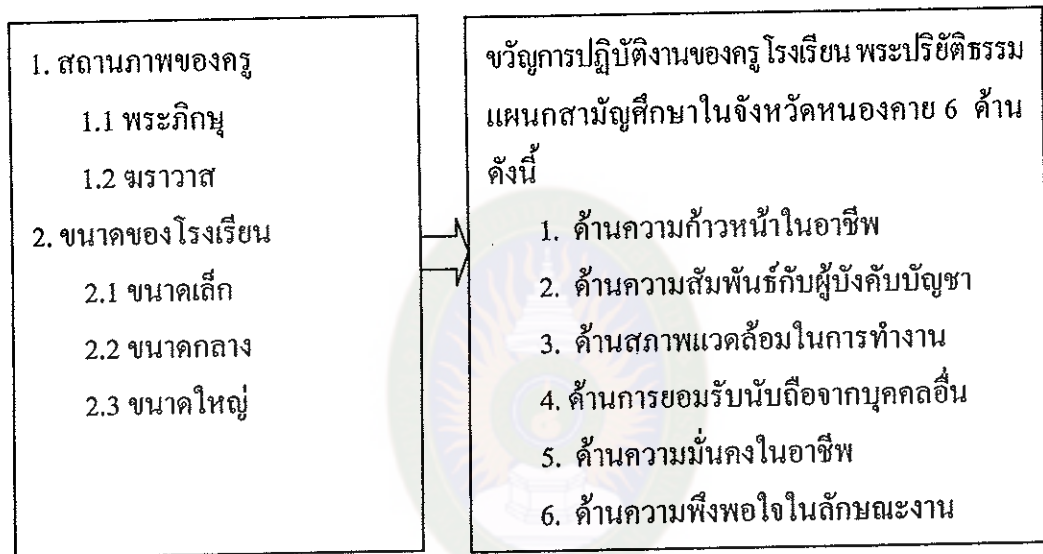 1. สถานภาพของครู
1.1 พระภิกษุ
1.2 ฆราวาส
2. ขนาดของโรงเรียน
2.1 ขนาดเล็ก
2.2 ขนาดกลาง
2.3 ขนาดใหญ่
ขวัญการปฏิบัติงานของครู โรงเรียน พระปริยัติธรรม
แผนกสามัญศึกษาในจังหวัดหนองคาย 6 ด้าน
ดังนี้
1. ด้านความก้าวหน้าในอาชีพ
2. ด้านความสัมพันธ์กับผู้บังคับบัญชา
3. ด้านสภาพแวดล้อมในการทำงาน
4. ด้านการยอมรับนับถือจากบุคคลอื่น
5. ด้านความมั่นคงในอาชีพ
6. ด้านความพึงพอใจในลักษณะงาน